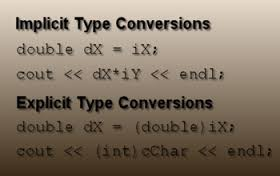 Implicit Type Conversions
double dX = iX;
cout << dX*iY << endl;
Explicit Type Conversions
double dX = (double)iX;
cout << (int)cChar << endl;